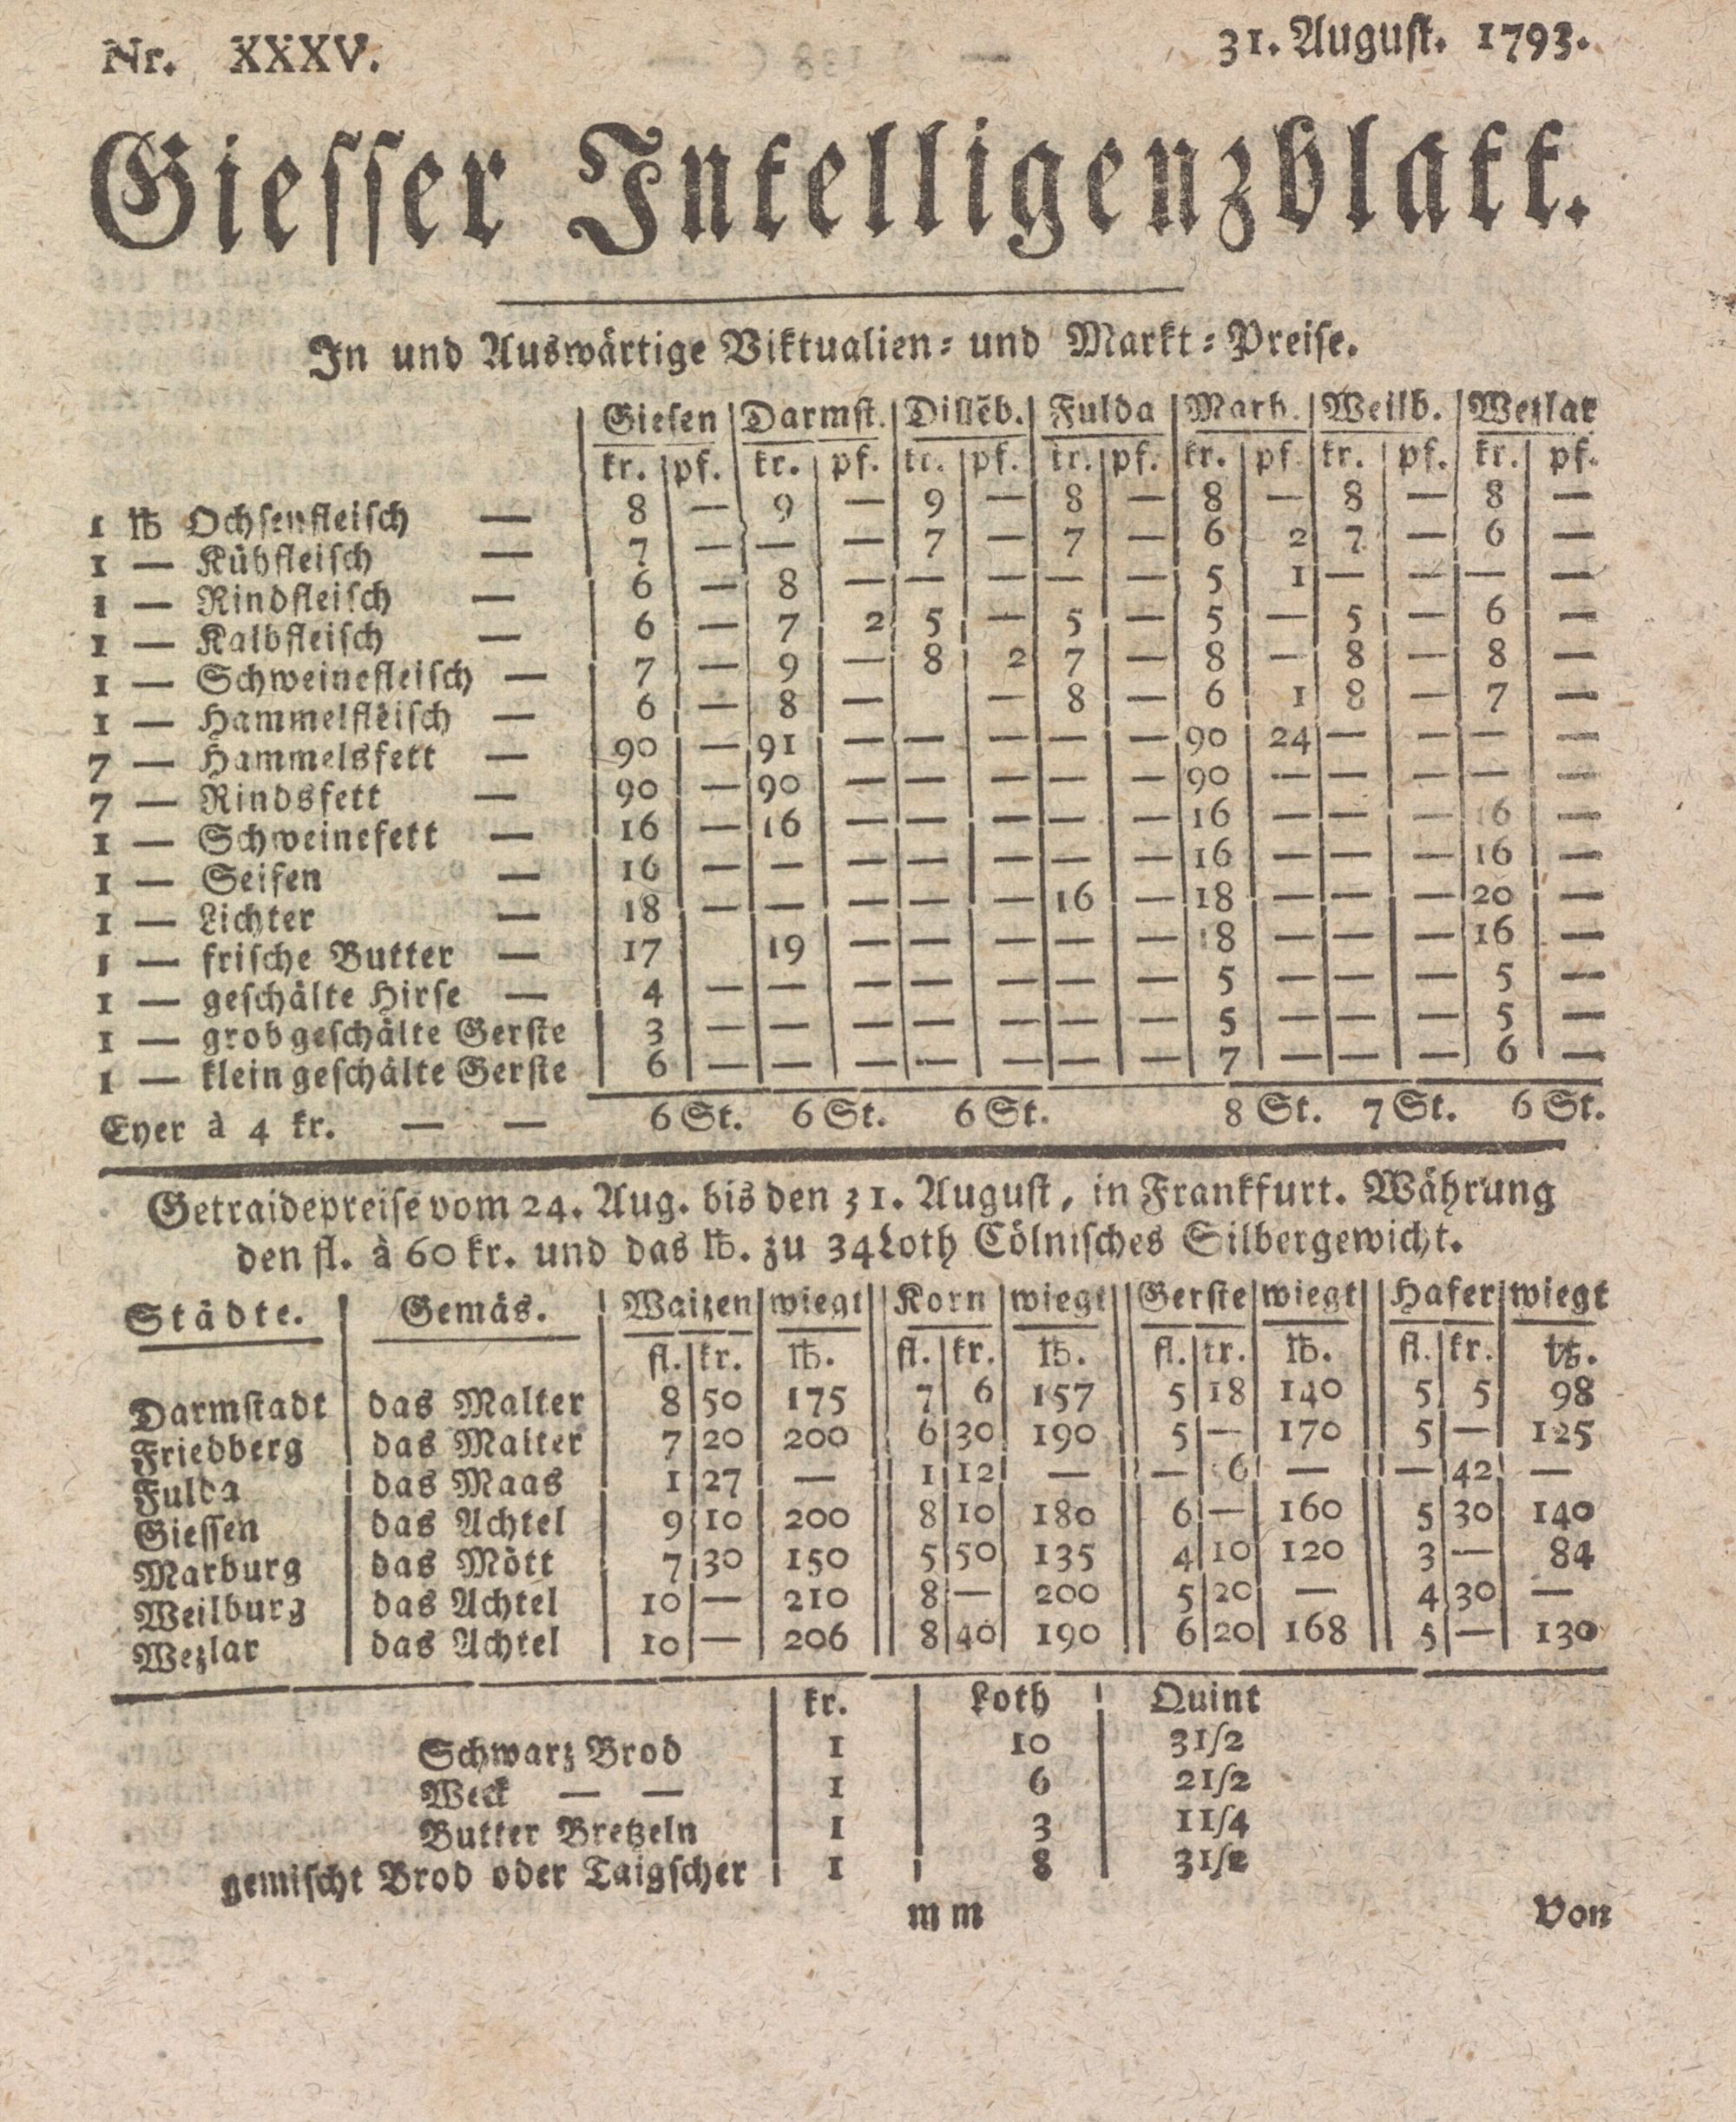 Nr. XXXV. 31. Auguſt. 1793.
Gieſſer Intelligenzblatt.
In und Auswärtige Viktualien- und Markt-Preiſe.
Gieſen Darmſt. Dillēb. Fulda Marb. Weilb. Wetzlar
kr. pf. kr. pf. kr. pf. kr. pf. kr. pf. kr. pf. kr. pf.
1 ℔ Ochſenfleiſch — 8 — 9 — 9 — 8 — 8 — 8 — 8 —
1 — Kühfleiſch — 7 — — — 7 — 7 — 6 2 7 — 6 —
1 — Rindfleiſch — 6 — 8 — — — — — 5 1 — — — —
1 — Kalbfleiſch — 6 — 7 2 5 — 5 — 5 — 5 — 6 —
1 — Schweinefleiſch — 7 — 9 — 8 2 7 — 8 — 8 — 8 —
1 — Hammelfleiſch — 6 — 8 — — 8 — 6 1 8 — 7 —
7 — Hammelsfett — 90 — 91 — — — — — 90 24 — — — —
7 — Rindsfett — 90 — 90 — — — — — 90 — — — — —
1 — Schweinefett — 16 — 16 — — — — — 16 — — — 16 —
1 — Seifen — 16 — — — — — — — 16 — — — 16 —
1 — Lichter — 18 — — — — — 16 — 18 — — — 20 —
1 — friſche Butter — 17 19 — — — — — 18 — — — 16 —
1 — geſchälte Hirſe — 4 — — — — — — — 5 — — — 5 —
1 — grob geſchälte Gerſte 3 — — — — — — — 5 — — — 5 —
1 — klein geſchälte Gerſte 6 — — — — — — — 7 — — — 6 —
Eyer à 4 kr. — — 6 St. 6 St. 6 St. 8 St. 7 St. 6 St.
Getraidepreiſe vom 24. Aug. bis den 31. Auguſt, in Frankfurt. Währung
den fl. à 60 kr. und das ℔. zu 34 Loth Cölniſches Silbergewicht.
Städte. Gemäs. Waizen wiegt Korn wiegt Gerſte wiegt Hafer wiegt
fl. kr. ℔. fl. kr. ℔. fl. kr. ℔. fl. kr. ℔.
Darmſtadt das Malter 8 50 175 7 6 157 5 18 140 5 5 98
Friedberg das Malter 7 20 200 6 30 190 5 — 170 5 — 125
Fulda das Maas 1 27 — 1 12 — — 6 — — 42 —
Gieſſen das Achtel 9 10 200 8 10 180 6 — 160 5 30 140
Marburg das Mött 7 30 150 5 50 135 4 10 120 3 — 84
Weilburg das Achtel 10 — 210 8 — 200 5 20 — 4 30 —
Wezlar das Achtel 10 — 206 8 40 190 6 20 168 5 — 130
kr. Loth Quint
Schwarz Brod 1 10 3 1/2
Weck — — 1 6 2 1/2
Butter Bretzeln 1 3 1 1/4
gemiſcht Brod oder Taigſcher 1 8 3 1/2
m m Von